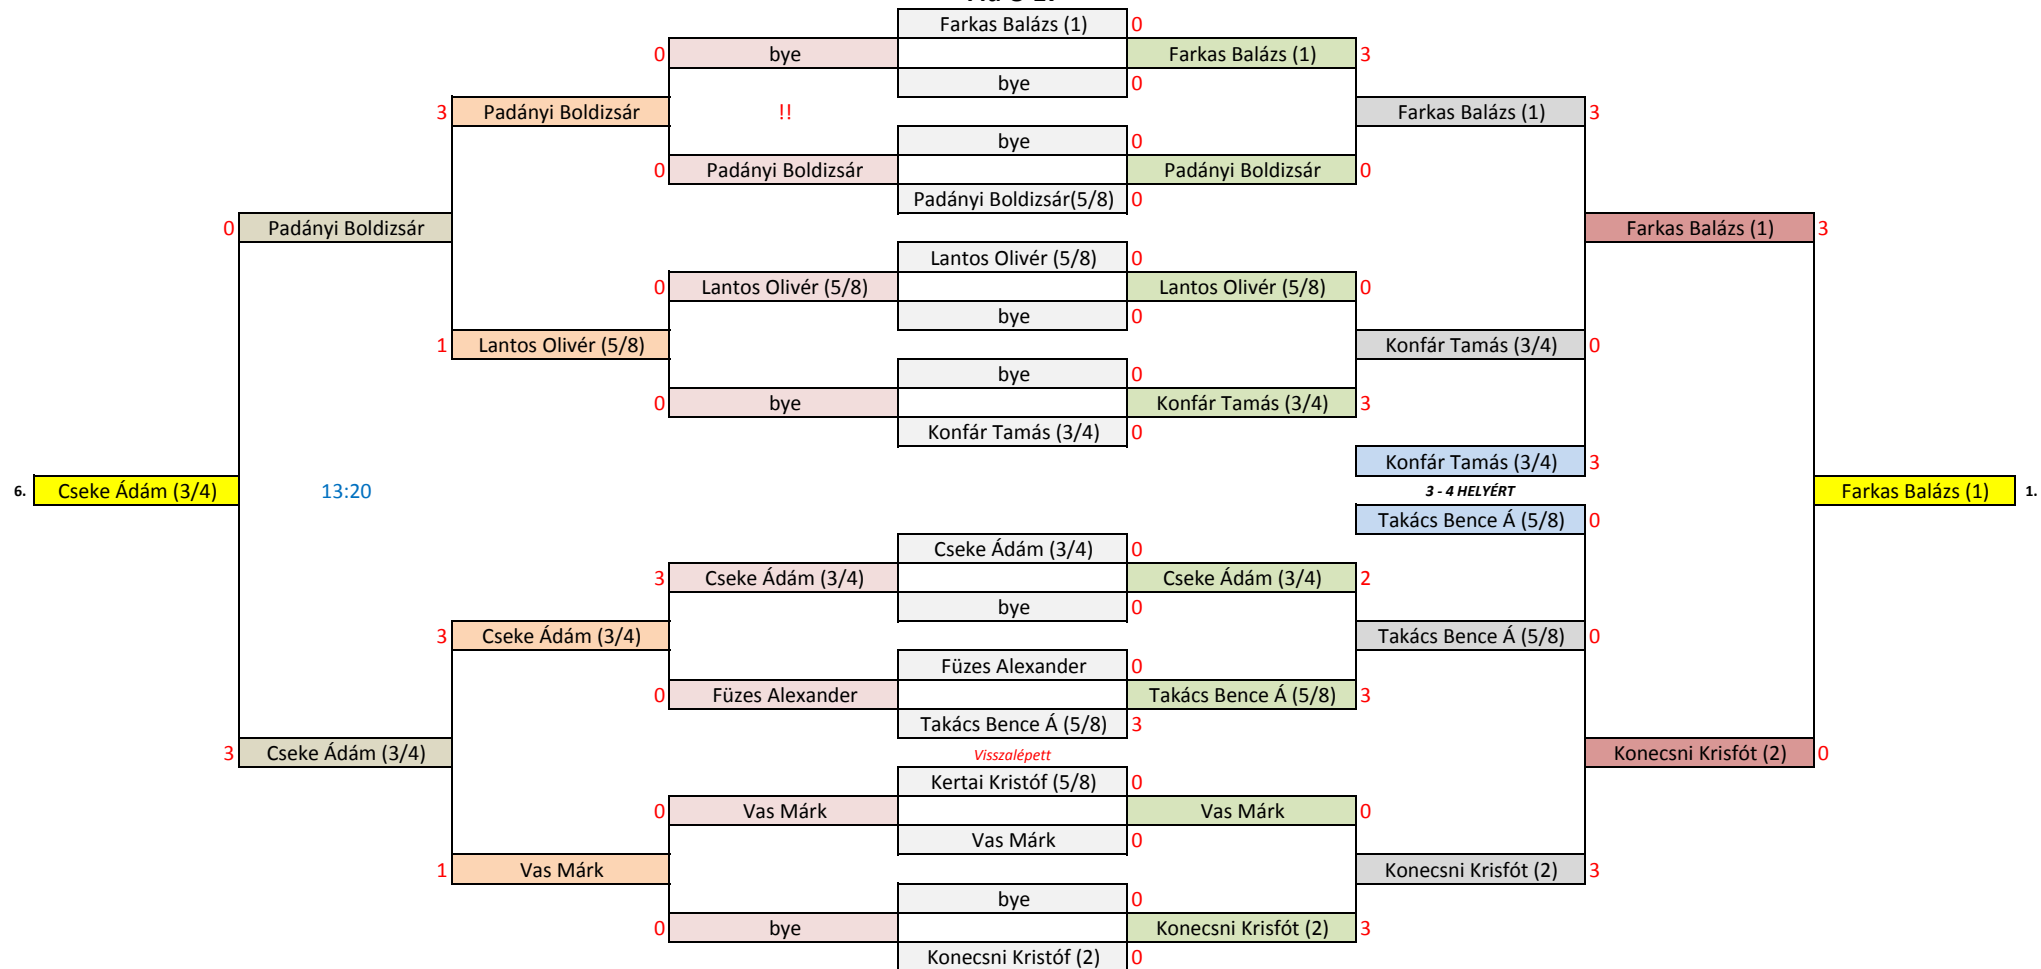 Farkas Balázs (1) 0
0 bye Farkas Balázs (1) 3
bye 0
3 Padányi Boldizsár !! Farkas Balázs (1) 3
bye 0
0 Padányi Boldizsár Padányi Boldizsár 0
Padányi Boldizsár(5/8) 0
0 Padányi Boldizsár Farkas Balázs (1) 3
Lantos Olivér (5/8) 0
0 Lantos Olivér (5/8) Lantos Olivér (5/8) 0
bye 0
1 Lantos Olivér (5/8) Konfár Tamás (3/4) 0
bye 0
0 bye Konfár Tamás (3/4) 3
Konfár Tamás (3/4) 0
Konfár Tamás (3/4) 3
6. Cseke Ádám (3/4) 13:20 3 - 4 HELYÉRT Farkas Balázs (1) 1.
Takács Bence Á (5/8) 0
Cseke Ádám (3/4) 0
3 Cseke Ádám (3/4) Cseke Ádám (3/4) 2
bye 0
3 Cseke Ádám (3/4) Takács Bence Á (5/8) 0
Füzes Alexander 0
0 Füzes Alexander Takács Bence Á (5/8) 3
Takács Bence Á (5/8) 3
3 Cseke Ádám (3/4) Visszalépett Konecsni Krisfót (2) 0
Kertai Kristóf (5/8) 0
0 Vas Márk Vas Márk 0
Vas Márk 0
1 Vas Márk Konecsni Krisfót (2) 3
bye 0
0 bye Konecsni Krisfót (2) 3
Konecsni Kristóf (2) 0